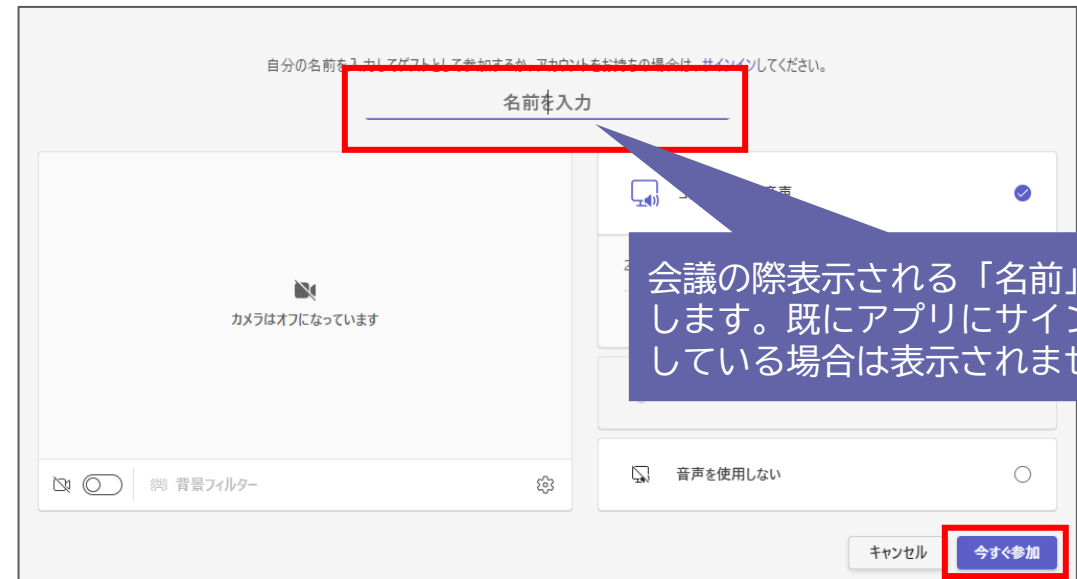 自分の名前を入力してゲストとして参加するか、アカウントをお持ちの場合は、サインインしてください。
名前を入力
音声
会議の際表示される「名前」
します。既にアプリにサイン
している場合は表示されませ
カメラはオフになっています
背景フィルター
音声を使用しない
キャンセル
今すぐ参加